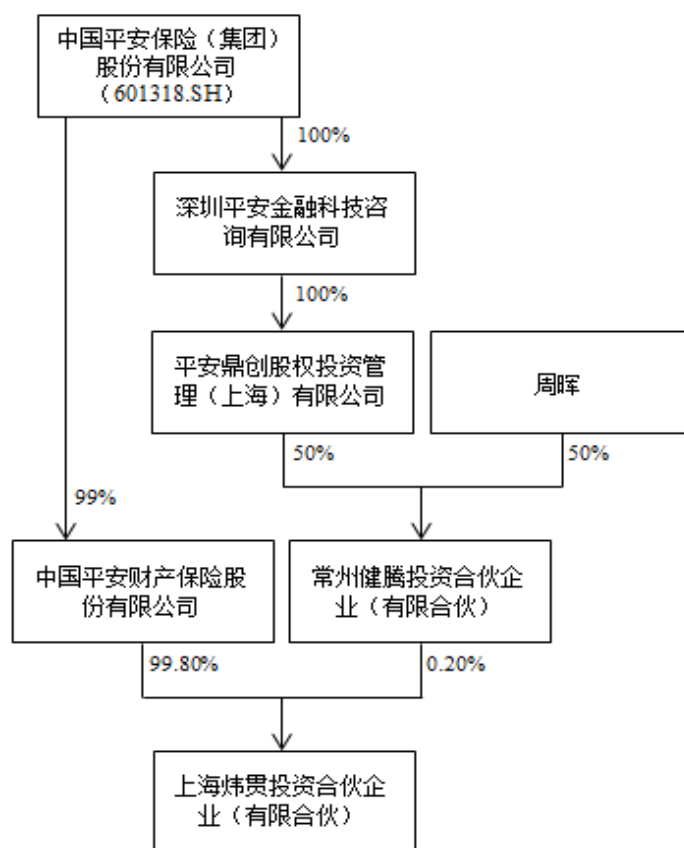 中国平安保险（集团）
股份有限公司
（601318.SH）
100%
深圳平安金融科技咨
询有限公司
100%
平安鼎创股权投资管
理（上海）有限公司
周晖
50%
50%
99%
中国平安财产保险股
份有限公司
常州健腾投资合伙企
业（有限合伙）
99.80%
0.20%
上海炜贯投资合伙企
业（有限合伙）